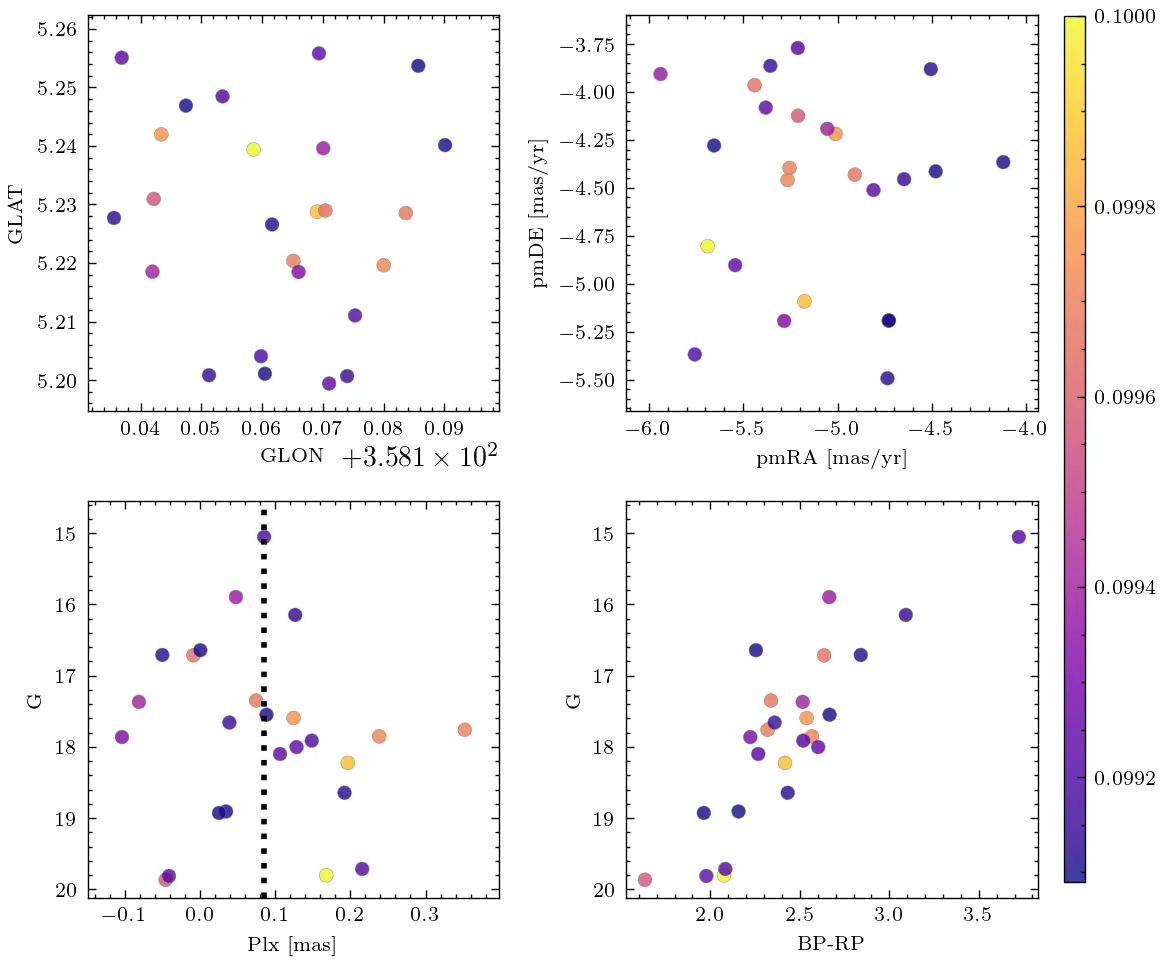 5.26
5.25
5.24
5.23
5.22
5.21
5.20
GLAT
0.04 0.05 0.06 0.07 0.08 0.09
GLON +3.581 × 10²
−3.75
−4.00
−4.25
−4.50
−4.75
−5.00
−5.25
−5.50
pmDE [mas/yr]
−6.0 −5.5 −5.0 −4.5 −4.0
pmRA [mas/yr]
15
16
17
18
19
20
G
−0.1 0.0 0.1 0.2 0.3
Plx [mas]
15
16
17
18
19
20
G
2.0 2.5 3.0 3.5
BP-RP
0.1000
0.0998
0.0996
0.0994
0.0992